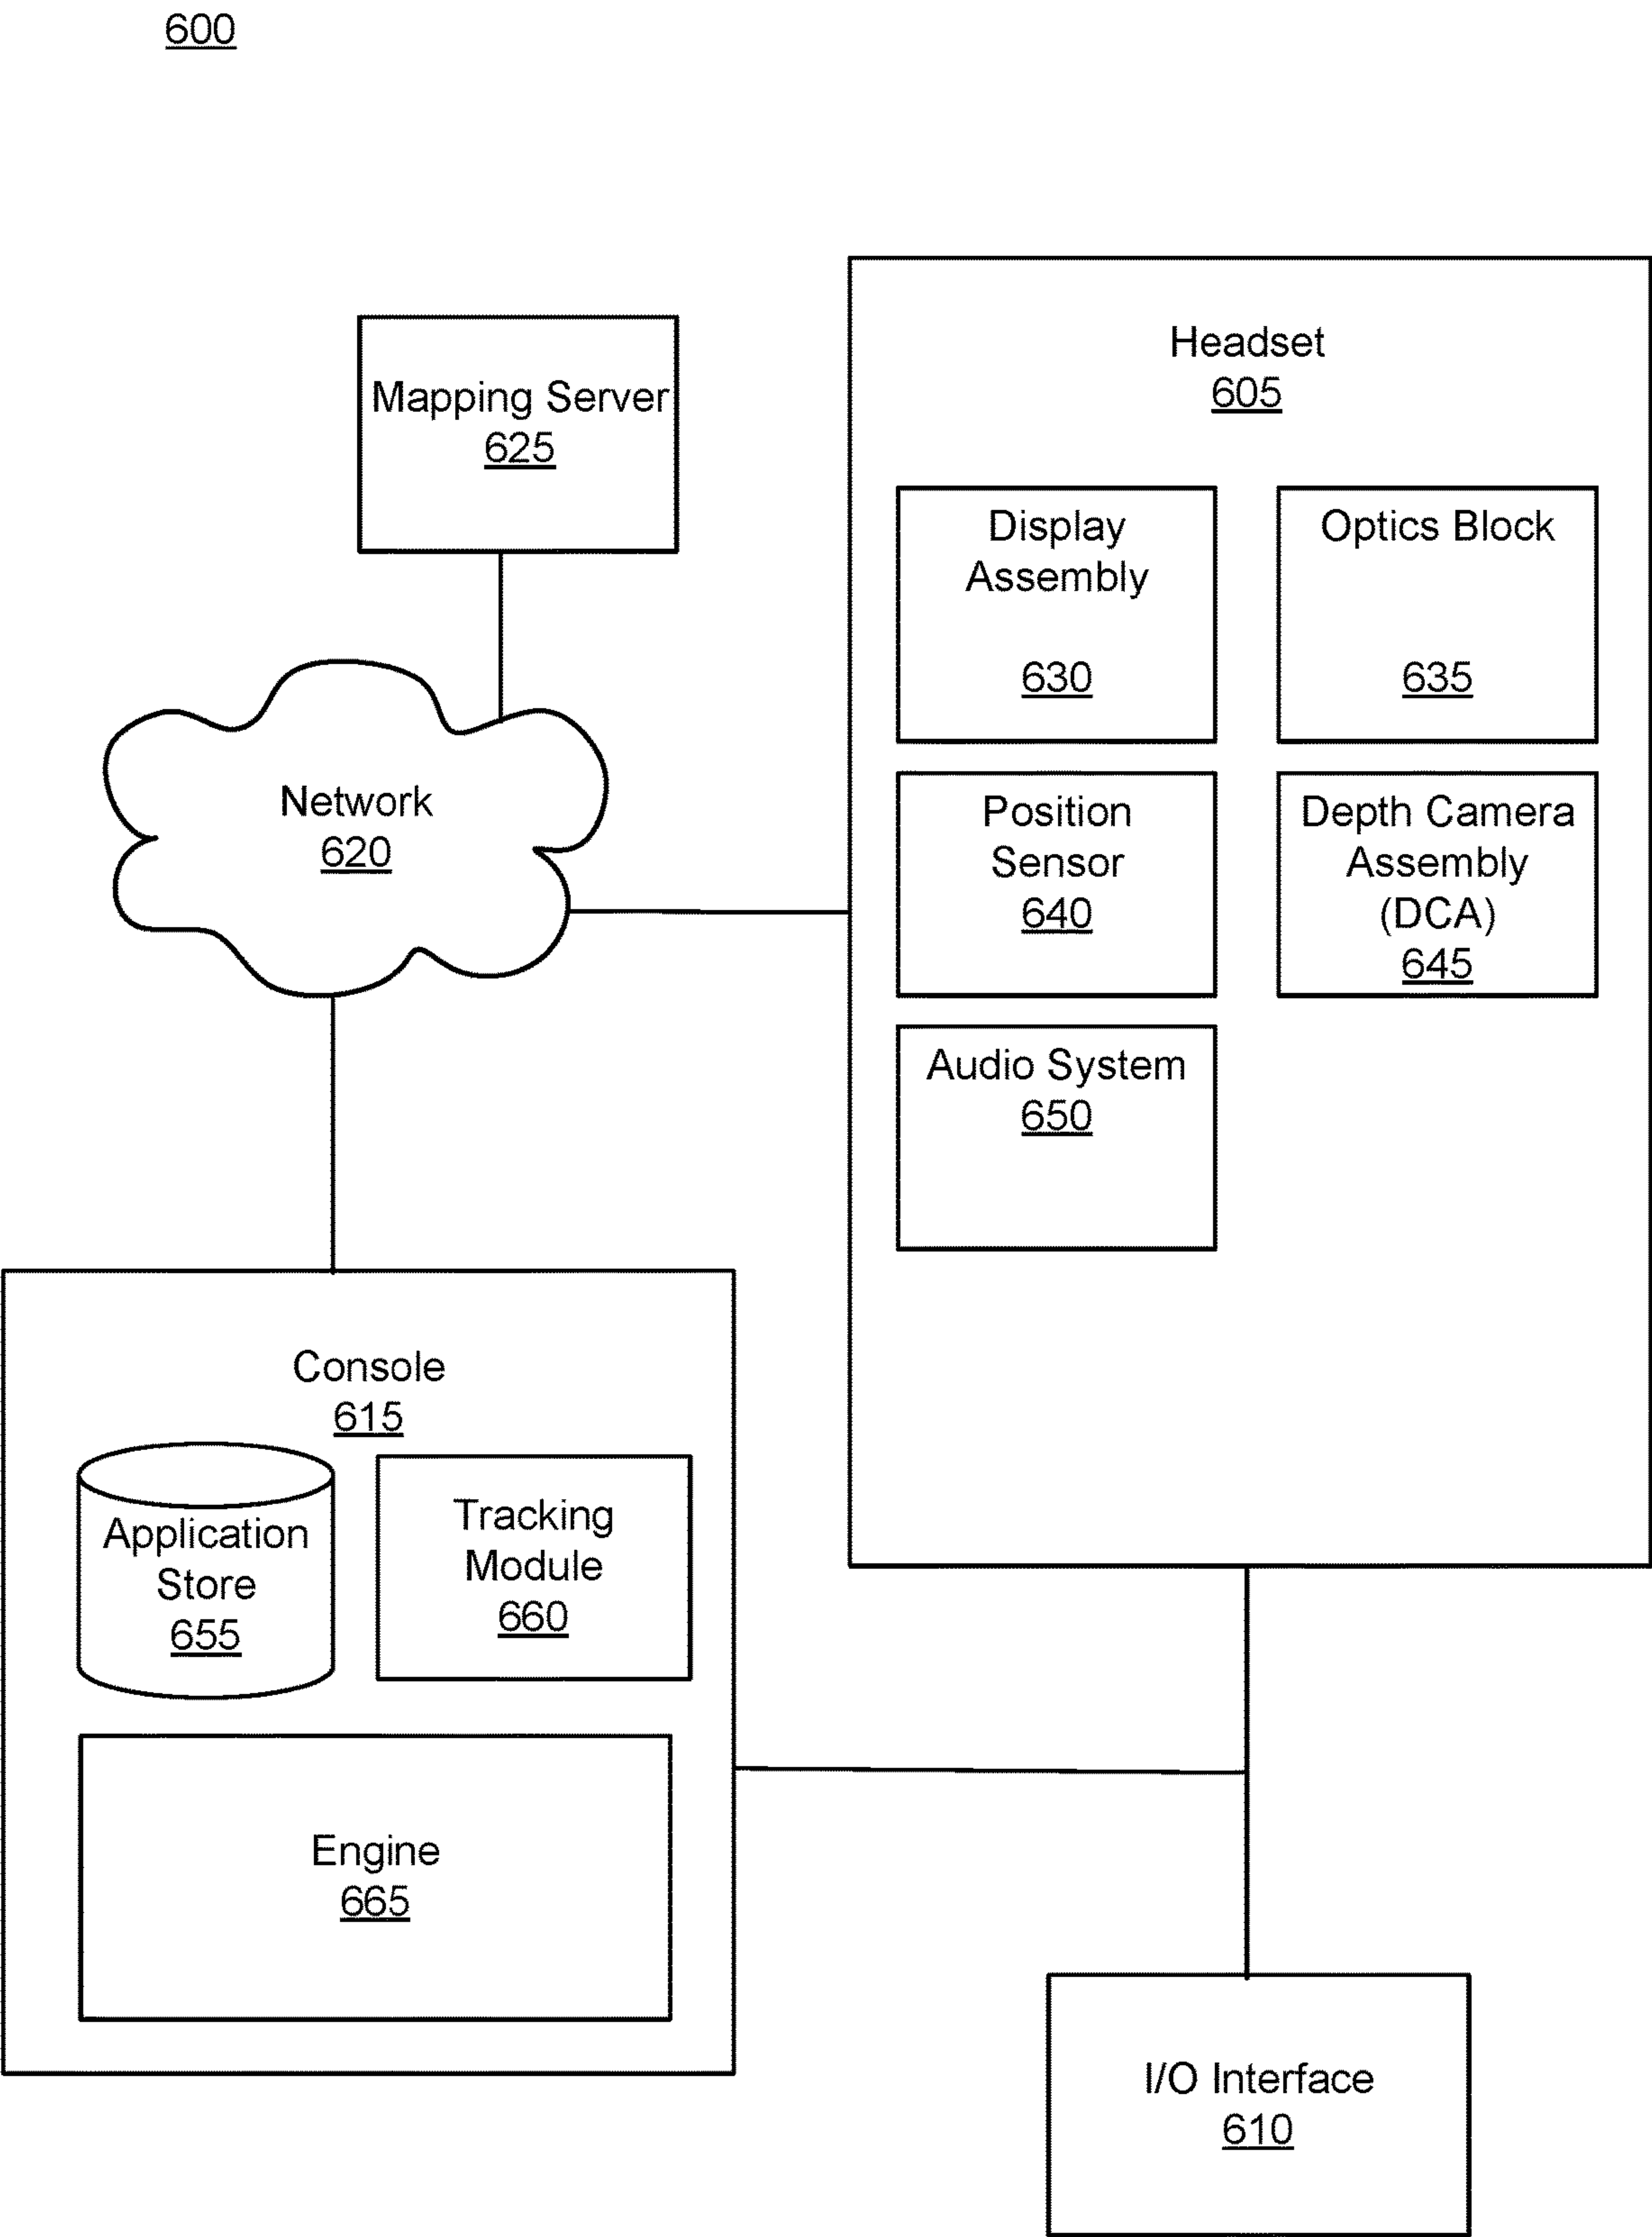 600
Mapping Server
625
Network
620
Headset
605
Display
Assembly
630
Optics Block
635
Position
Sensor
640
Depth Camera
Assembly
(DCA)
645
Audio System
650
Console
615
Application
Store
655
Tracking
Module
660
Engine
665
I/O Interface
610